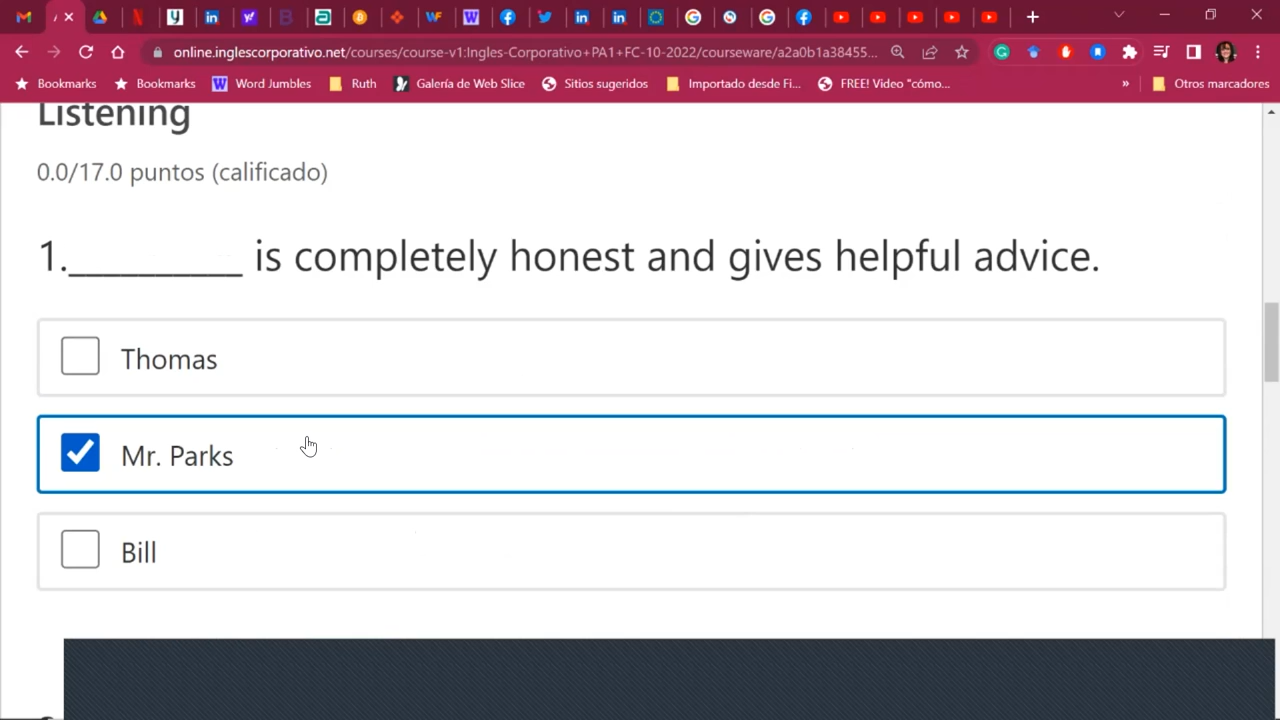 online.inglescorporativo.net/courses/course-v1:Ingles-Corporativo+PA1+FC-10-2022/courseware/a2a0b1a38455...
Bookmarks Bookmarks Word Jumbles Ruth Galería de Web Slice Sitios sugeridos Importado desde Fi... FREE! Video "cómo... » Otros marcadores
Listening
0.0/17.0 puntos (calificado)
1.__________ is completely honest and gives helpful advice.
Thomas
Mr. Parks
Bill